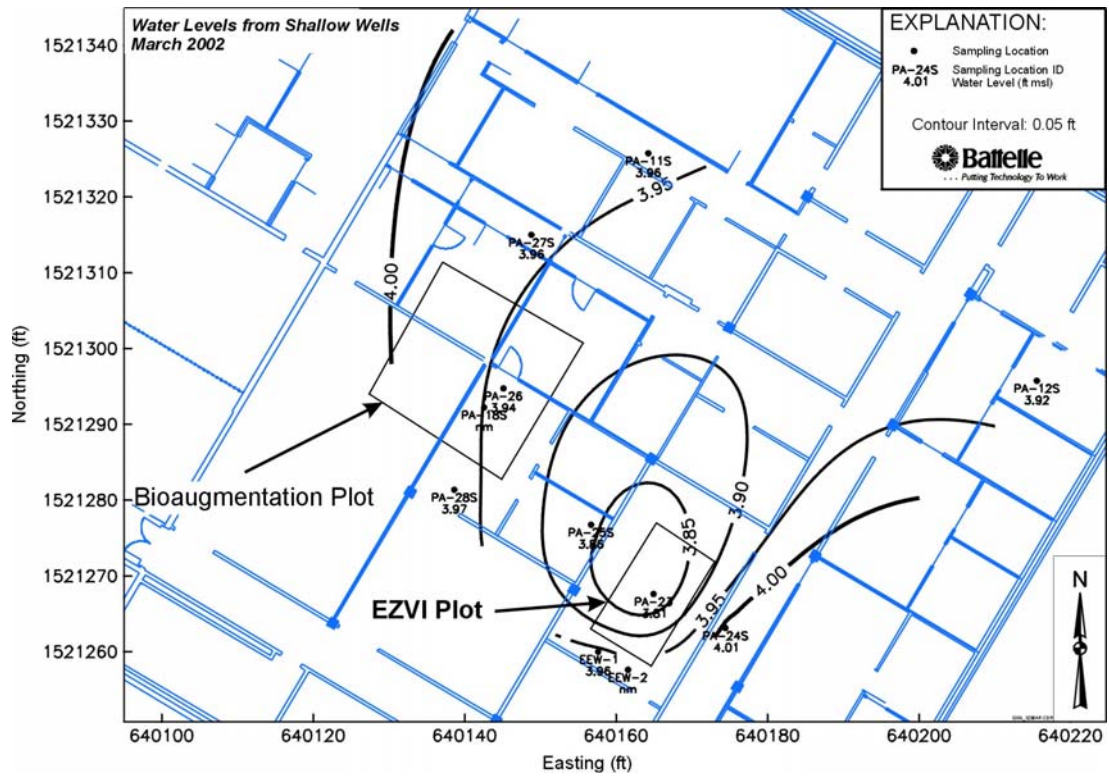 Water Levels from Shallow Wells
March 2002
EXPLANATION:
Sampling Location
PA-24S Sampling Location ID
4.01 Water Level (ft msl)
Contour Interval: 0.05 ft
Battelle
... Putting Technology To Work
1521340
1521330
1521320
1521310
1521300
1521290
1521280
1521270
1521260
Northing (ft)
PA-11S
3.96
3.95
PA-27S
3.96
4.00
PA-12S
3.92
PA-26
3.94
PA-18S
nm
Bioaugmentation Plot
PA-28S
3.97
3.90
PA-25S
3.86
3.85
EZVI Plot
PA-23
3.81
3.95
4.00
PA-24S
4.01
EEW-1
3.96
EEW-2
nm
N
640100
640120
640140
640160
640180
640200
640220
Easting (ft)